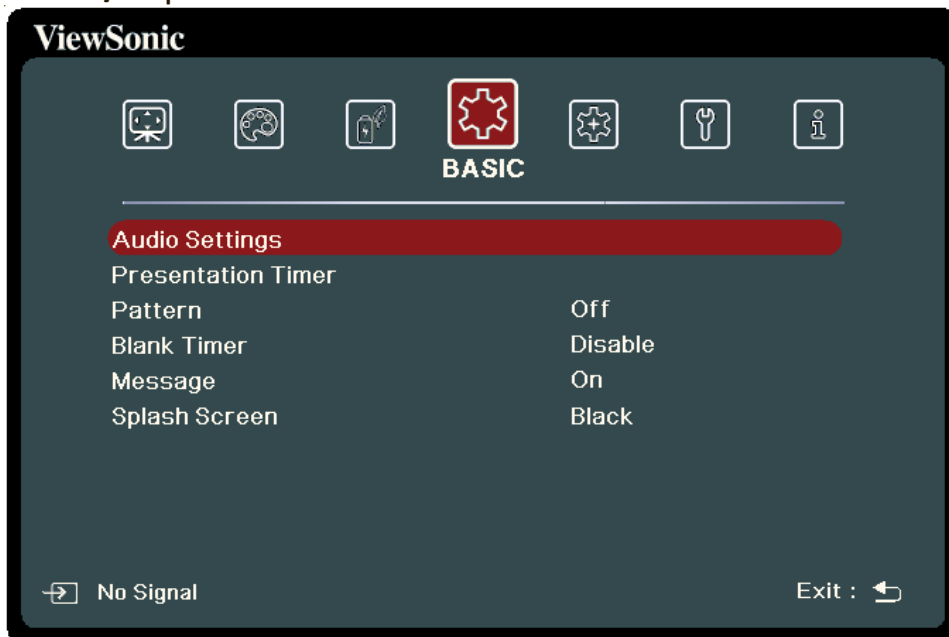 ViewSonic
BASIC
Audio Settings
Presentation Timer
Pattern Off
Blank Timer Disable
Message On
Splash Screen Black
No Signal Exit :